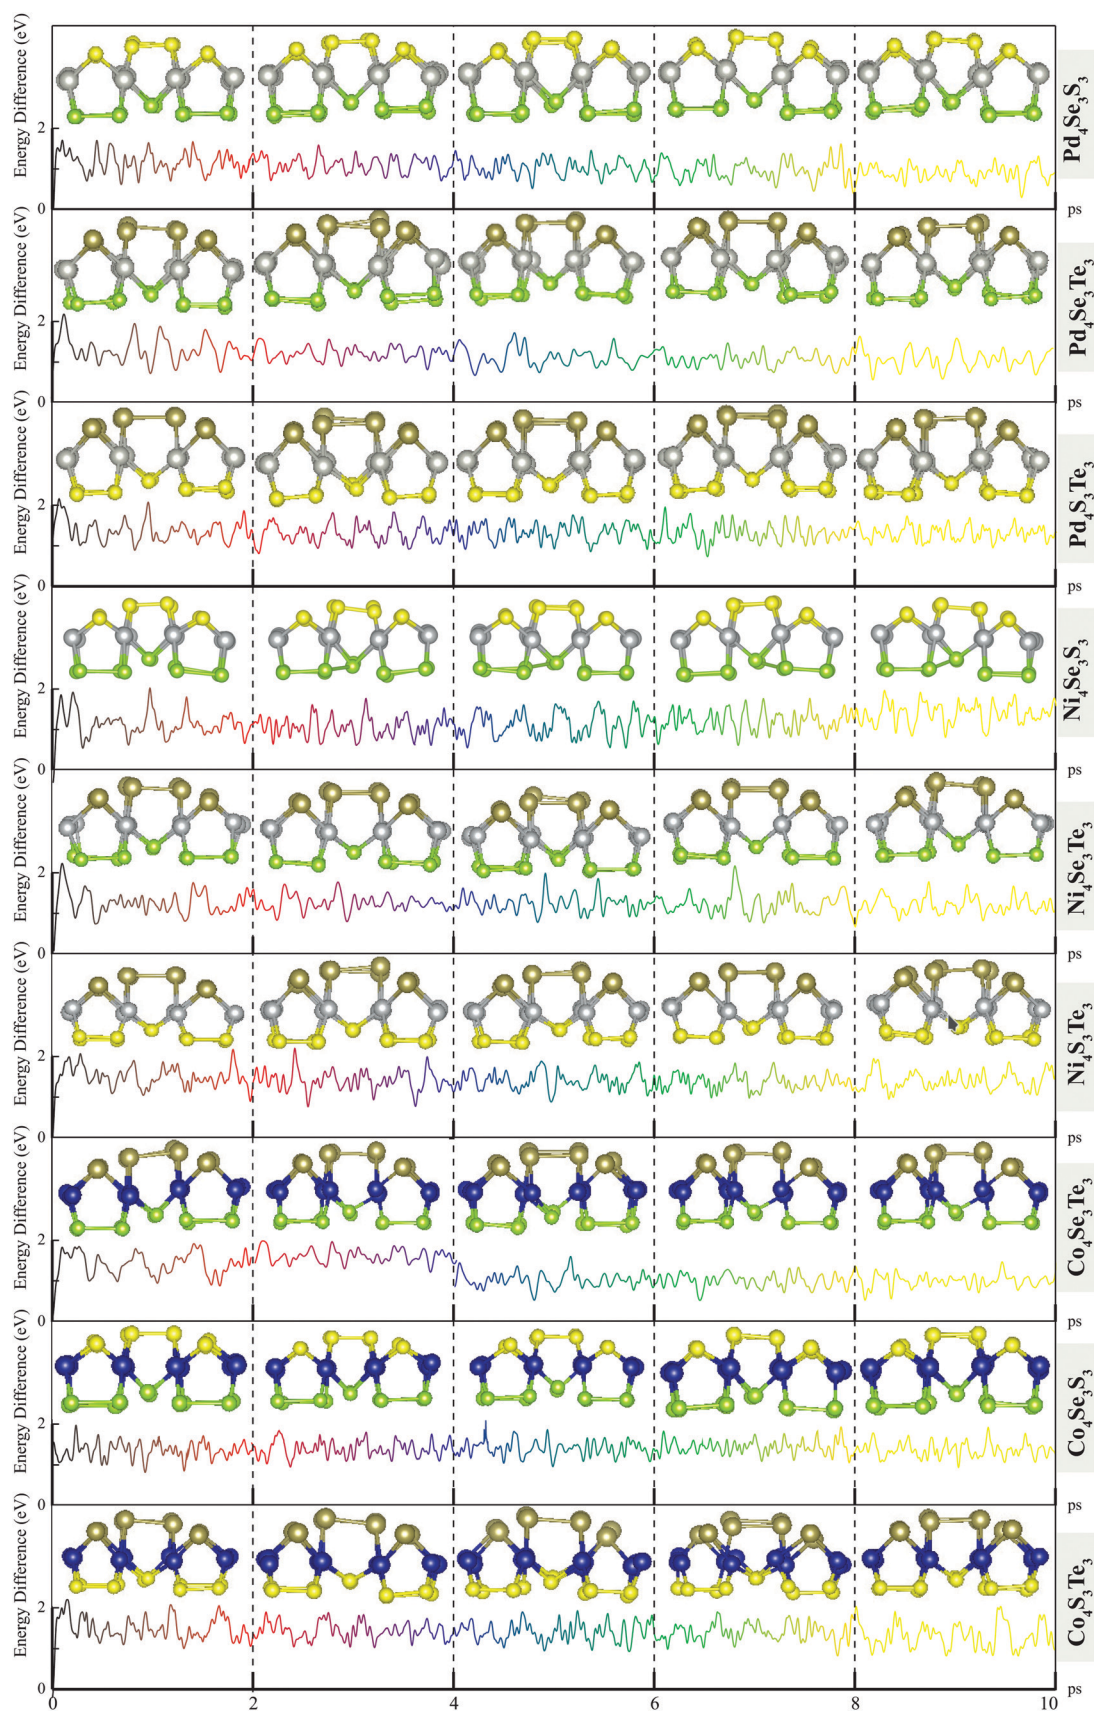 Energy Difference (eV)
2
0
ps
Pd₄Se₃S₃
Energy Difference (eV)
2
0
ps
Pd₄Se₃Te₃
Energy Difference (eV)
2
0
ps
Pd₄S₃Te₃
Energy Difference (eV)
2
0
ps
Ni₄Se₃S₃
Energy Difference (eV)
2
0
ps
Ni₄Se₃Te₃
Energy Difference (eV)
2
0
ps
Ni₄S₃Te₃
Energy Difference (eV)
2
0
ps
Co₄Se₃Te₃
Energy Difference (eV)
2
0
ps
Co₄Se₃S₃
Energy Difference (eV)
2
0
ps
Co₄S₃Te₃
0 2 4 6 8 10